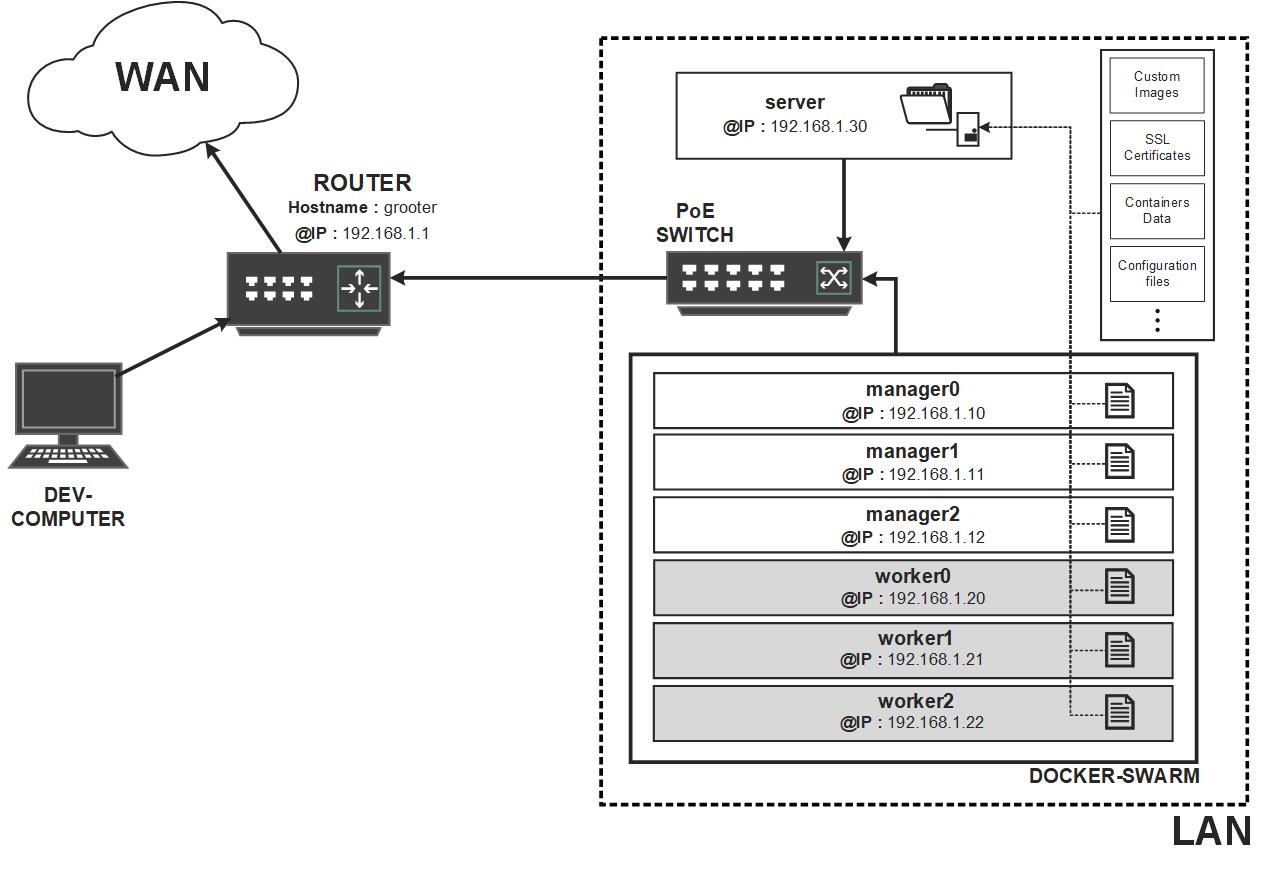 WAN
ROUTER
Hostname : grooter
@IP : 192.168.1.1
DEV-
COMPUTER
PoE
SWITCH
server
@IP : 192.168.1.30
Custom
Images
SSL
Certificates
Containers
Data
Configuration
files
manager0
@IP : 192.168.1.10
manager1
@IP : 192.168.1.11
manager2
@IP : 192.168.1.12
worker0
@IP : 192.168.1.20
worker1
@IP : 192.168.1.21
worker2
@IP : 192.168.1.22
DOCKER-SWARM
LAN